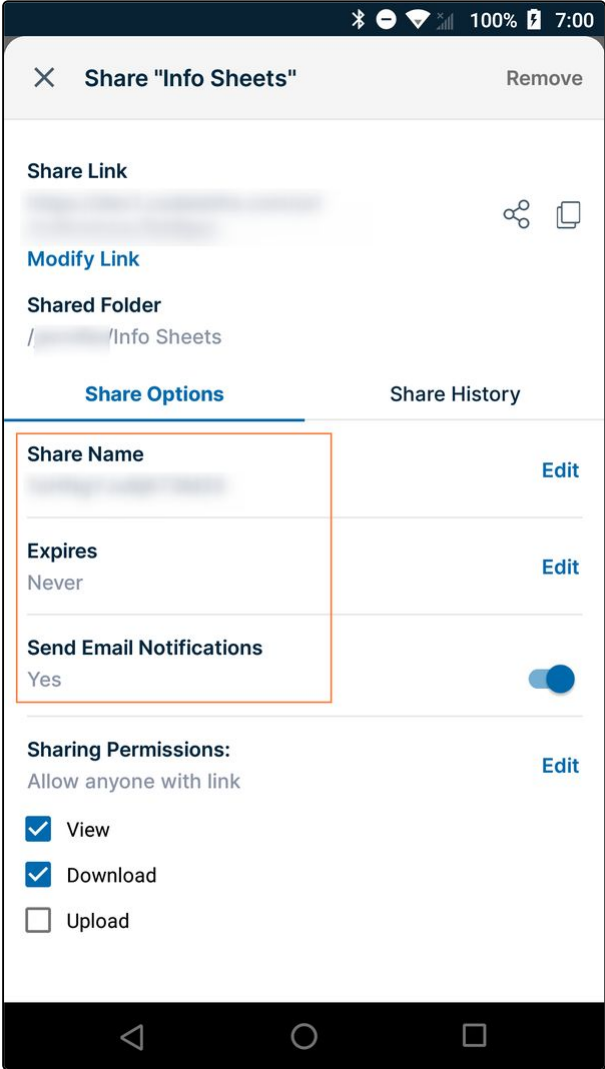 100% 7:00
Share "Info Sheets" Remove
Share Link
Modify Link
Shared Folder
/ /Info Sheets
Share Options Share History
Share Name
Edit
Expires
Never
Edit
Send Email Notifications
Yes
Sharing Permissions:
Allow anyone with link
Edit
View
Download
Upload